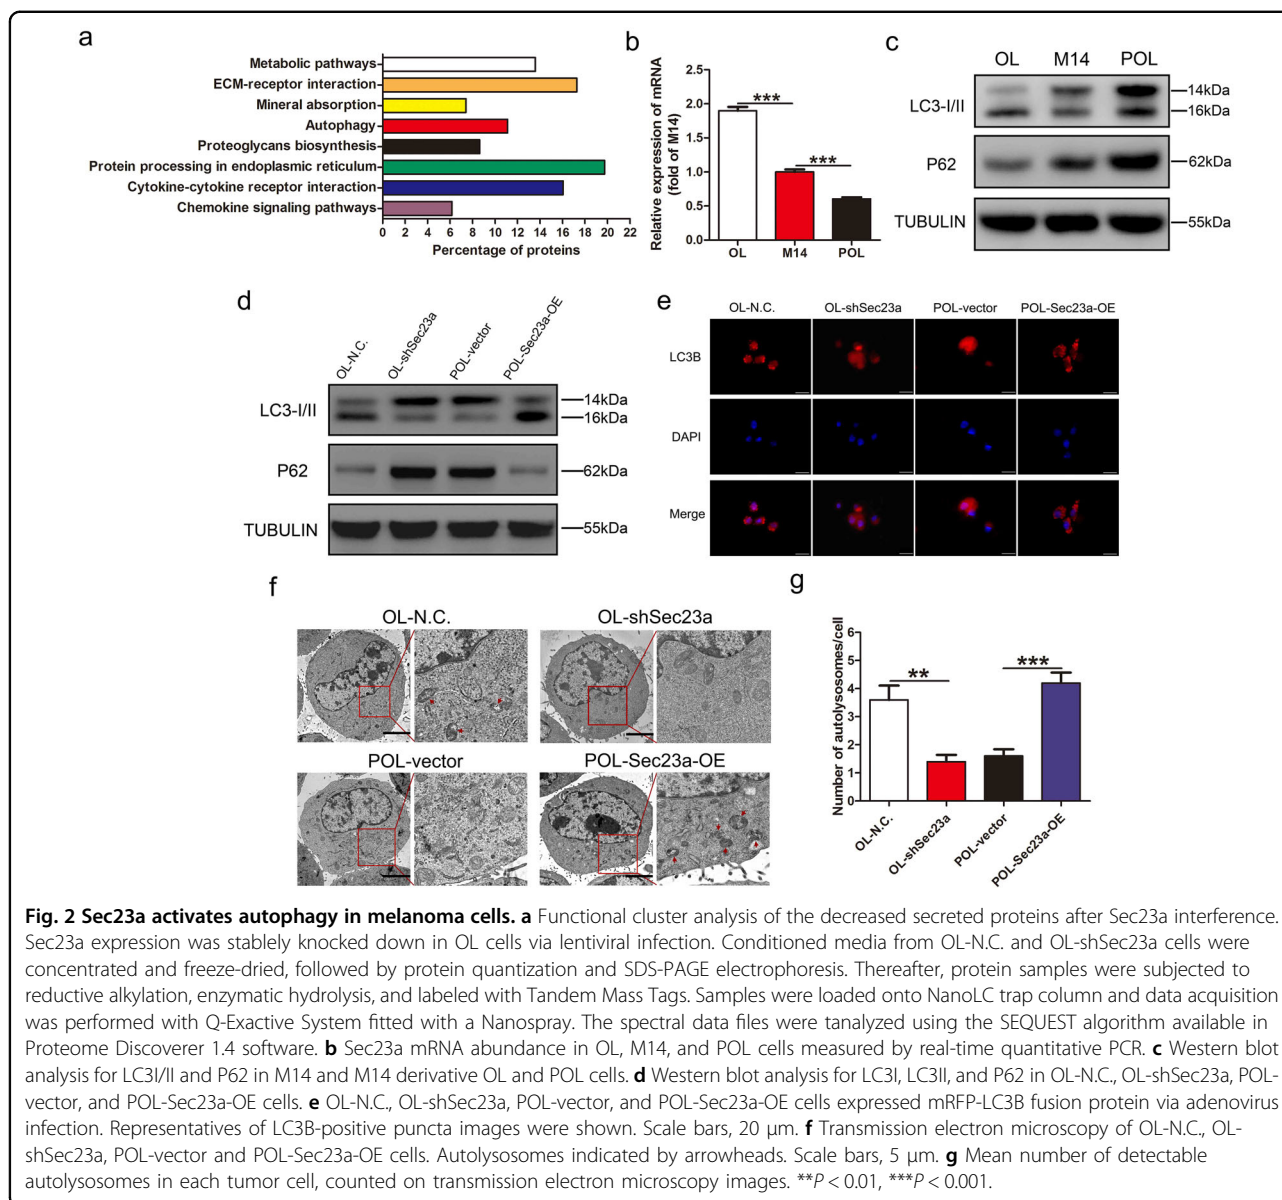 a
Metabolic pathways
ECM-receptor interaction
Mineral absorption
Autophagy
Proteoglycans biosynthesis
Protein processing in endoplasmic reticulum
Cytokine-cytokine receptor interaction
Chemokine signaling pathways
0 2 4 6 8 10 12 14 16 18 20 22
Percentage of proteins
b
Relative expression of mRNA
(fold of M14)
2.5
2.0
1.5
1.0
0.5
0.0
***
***
OL M14 POL
c
OL M14 POL
LC3-I/II
14kDa
16kDa
P62
62kDa
TUBULIN
55kDa
d
OL-N.C.
OL-shSec23a
POL-vector
POL-Sec23a-OE
LC3-I/II
14kDa
16kDa
P62
62kDa
TUBULIN
55kDa
e
OL-N.C. OL-shSec23a POL-vector POL-Sec23a-OE
LC3B
DAPI
Merge
f
OL-N.C.
OL-shSec23a
POL-vector
POL-Sec23a-OE
g
Number of autolysosomes/cell
6
5
4
3
2
1
0
**
***
OL-N.C.
OL-shSec23a
POL-vector
POL-Sec23a-OE
Fig. 2 Sec23a activates autophagy in melanoma cells. a Functional cluster analysis of the decreased secreted proteins after Sec23a interference.
Sec23a expression was stablely knocked down in OL cells via lentiviral infection. Conditioned media from OL-N.C. and OL-shSec23a cells were
concentrated and freeze-dried, followed by protein quantization and SDS-PAGE electrophoresis. Thereafter, protein samples were subjected to
reductive alkylation, enzymatic hydrolysis, and labeled with Tandem Mass Tags. Samples were loaded onto NanoLC trap column and data acquisition
was performed with Q-Exactive System fitted with a Nanospray. The spectral data files were tanalyzed using the SEQUEST algorithm available in
Proteome Discoverer 1.4 software. b Sec23a mRNA abundance in OL, M14, and POL cells measured by real-time quantitative PCR. c Western blot
analysis for LC3I/II and P62 in M14 and M14 derivative OL and POL cells. d Western blot analysis for LC3I, LC3II, and P62 in OL-N.C., OL-shSec23a, POL-
vector, and POL-Sec23a-OE cells. e OL-N.C., OL-shSec23a, POL-vector, and POL-Sec23a-OE cells expressed mRFP-LC3B fusion protein via adenovirus
infection. Representatives of LC3B-positive puncta images were shown. Scale bars, 20 μm. f Transmission electron microscopy of OL-N.C., OL-
shSec23a, POL-vector and POL-Sec23a-OE cells. Autolysosomes indicated by arrowheads. Scale bars, 5 μm. g Mean number of detectable
autolysosomes in each tumor cell, counted on transmission electron microscopy images. **P < 0.01, ***P < 0.001.